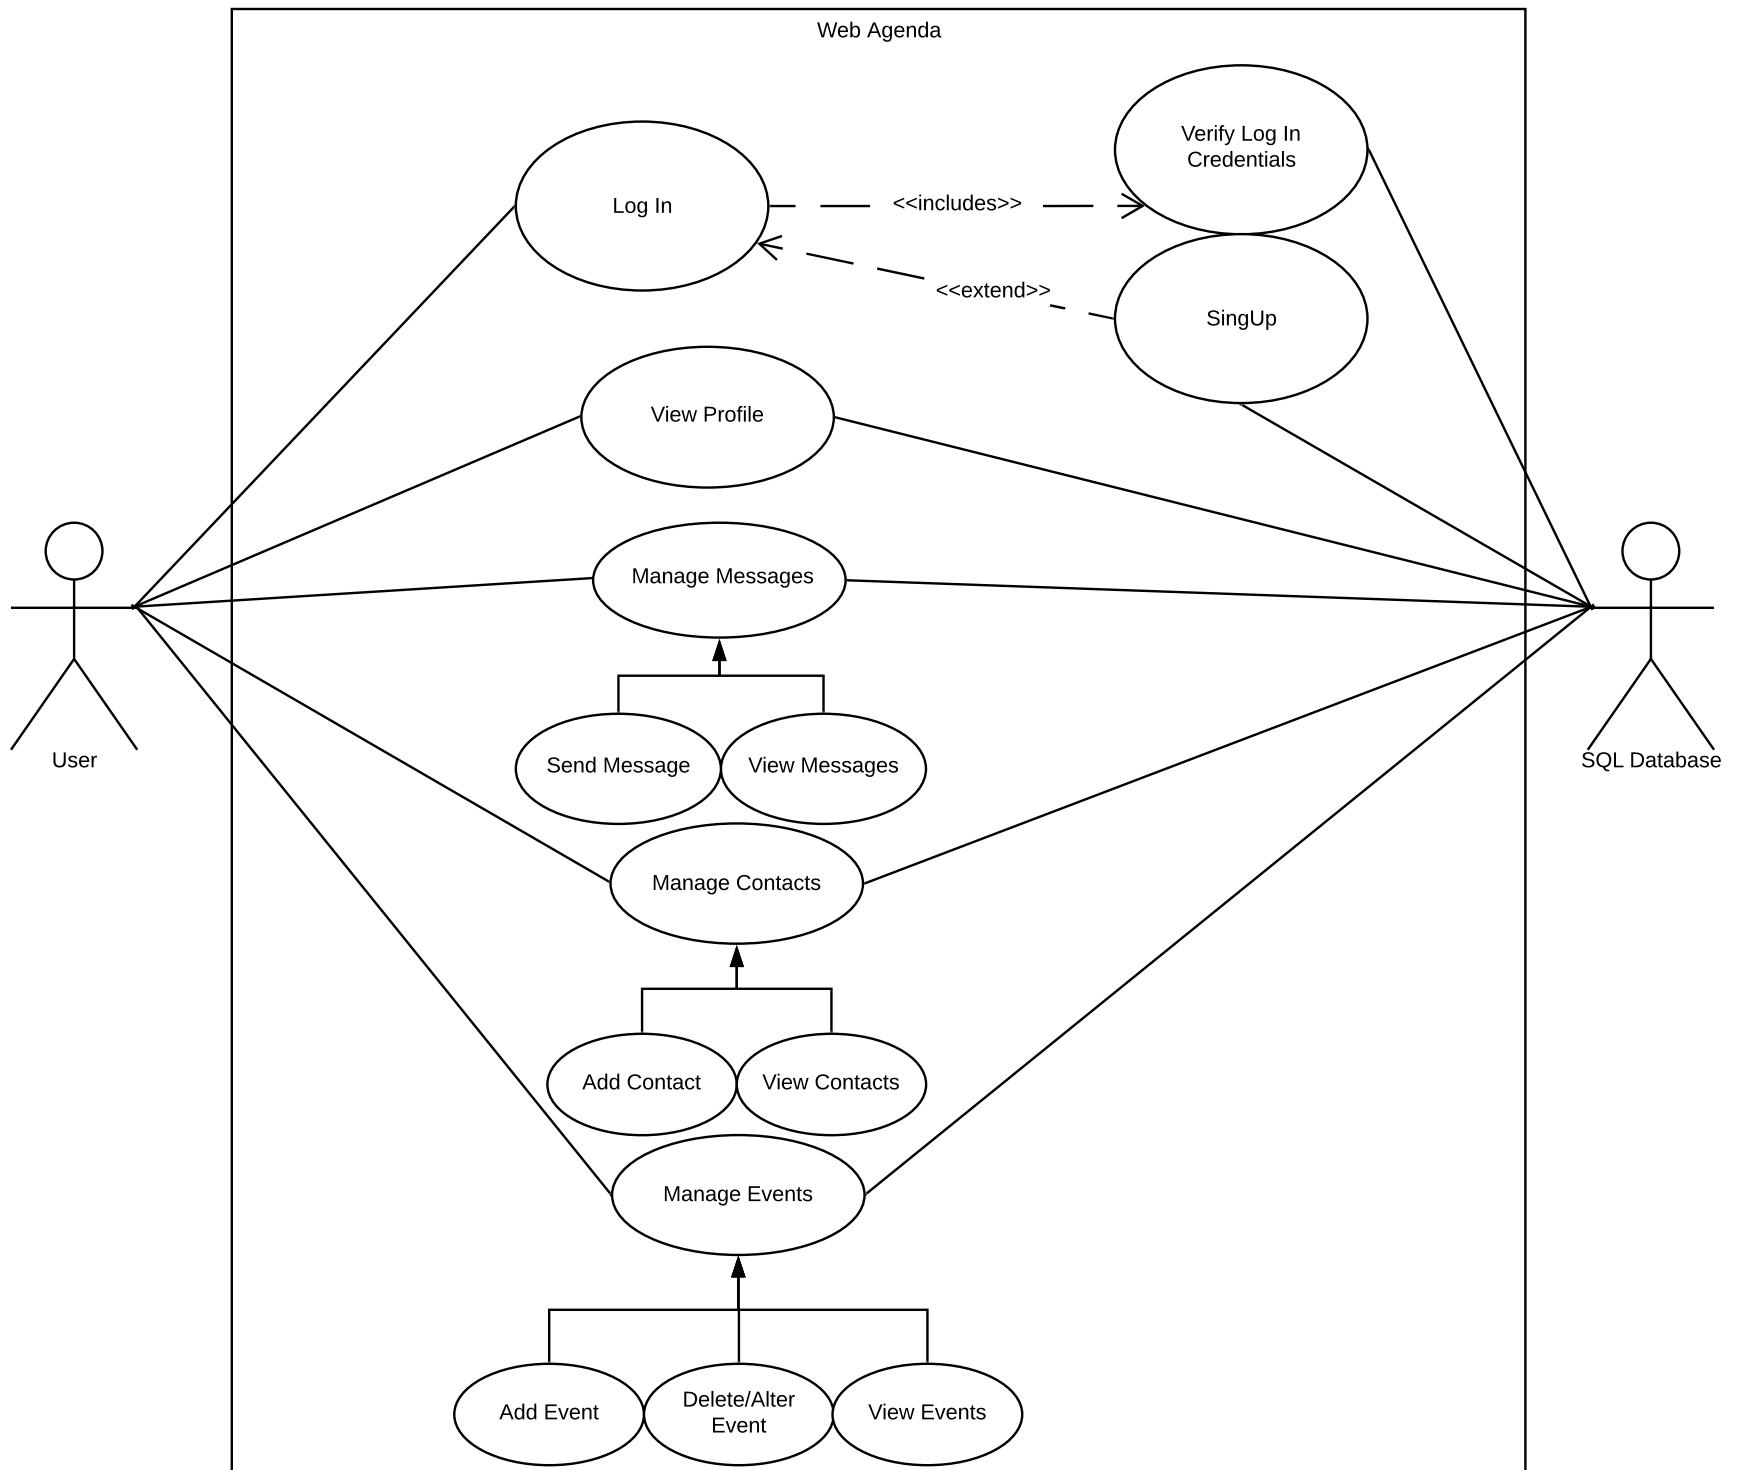 Web Agenda
Verify Log In
Credentials
Log In
<<includes>>
<<extend>>
SingUp
View Profile
Manage Messages
Send Message
View Messages
User
SQL Database
Manage Contacts
Add Contact
View Contacts
Manage Events
Add Event
Delete/Alter
Event
View Events